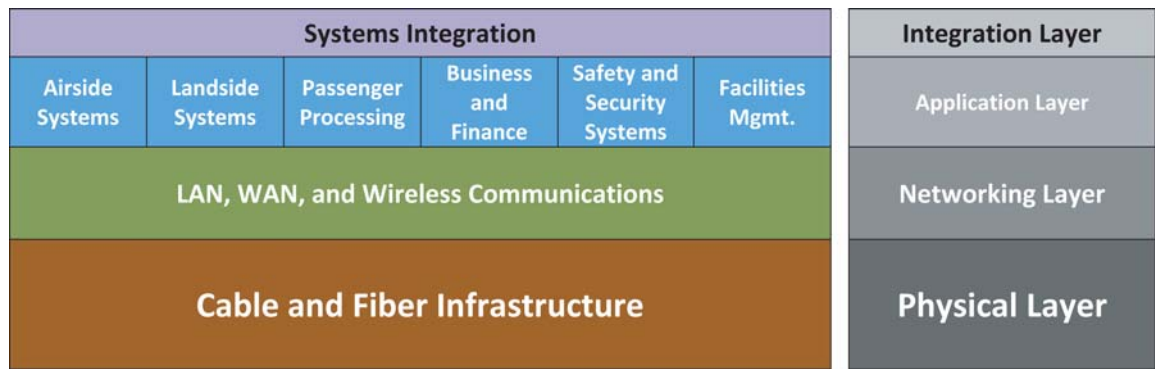 Systems Integration
Integration Layer
Airside
Systems
Landside
Systems
Passenger
Processing
Business
and
Finance
Safety and
Security
Systems
Facilities
Mgmt.
Application Layer
LAN, WAN, and Wireless Communications
Networking Layer
Cable and Fiber Infrastructure
Physical Layer